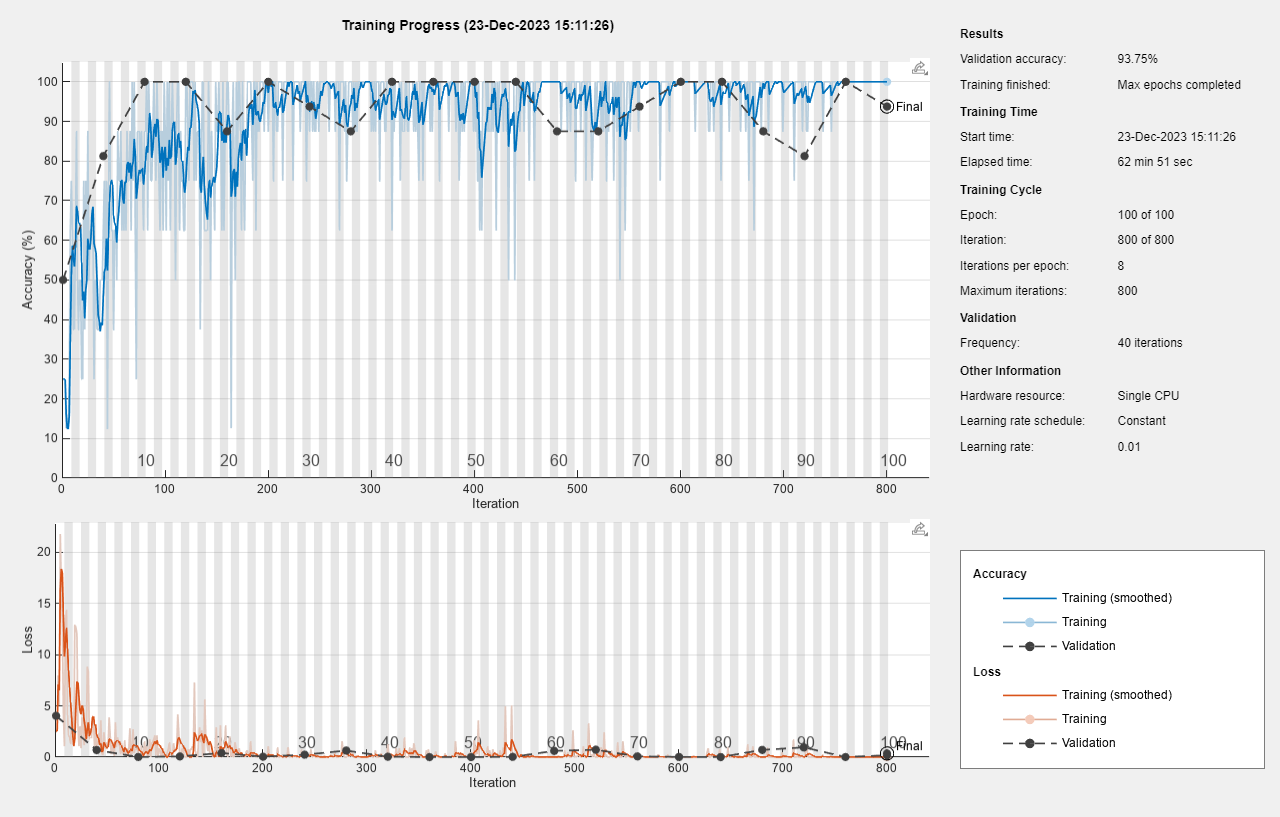 Training Progress (23-Dec-2023 15:11:26)
100
90
80
70
60
50
40
30
20
10
0
Accuracy (%)
Final
10 20 30 40 50 60 70 80 90 100
0 100 200 300 400 500 600 700 800
Iteration
20
15
10
5
0
Loss
10 20 30 40 50 60 70 80 90 100
Final
0 100 200 300 400 500 600 700 800
Iteration
Results
Validation accuracy: 93.75%
Training finished: Max epochs completed
Training Time
Start time: 23-Dec-2023 15:11:26
Elapsed time: 62 min 51 sec
Training Cycle
Epoch: 100 of 100
Iteration: 800 of 800
Iterations per epoch: 8
Maximum iterations: 800
Validation
Frequency: 40 iterations
Other Information
Hardware resource: Single CPU
Learning rate schedule: Constant
Learning rate: 0.01
Accuracy
Training (smoothed)
Training
Validation
Loss
Training (smoothed)
Training
Validation